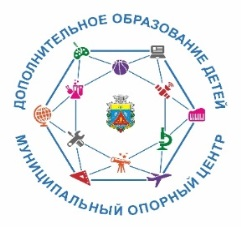 ДОПОЛНИТЕЛЬНОЕ ОБРАЗОВАНИЕ ДЕТЕЙ
МУНИЦИПАЛЬНЫЙ ОПОРНЫЙ ЦЕНТР